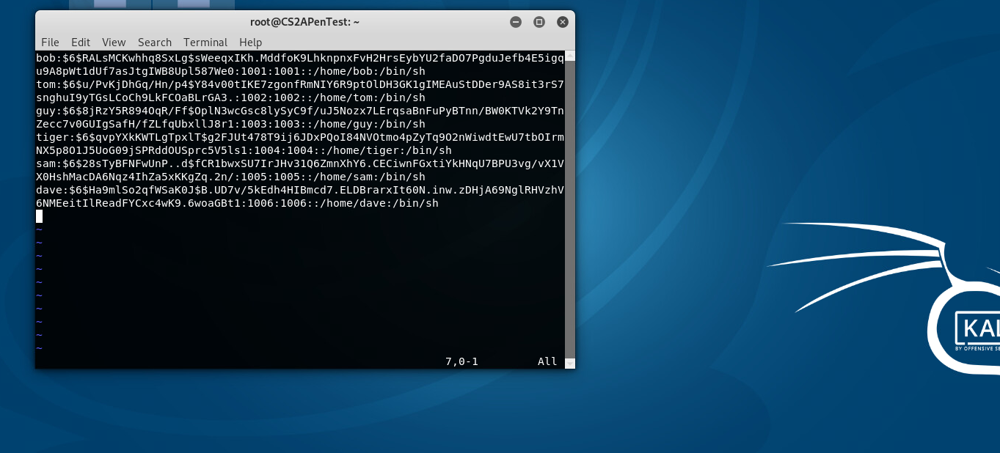 root@CS2APenTest: ~
File Edit View Search Terminal Help
bob:$6$RALsMCKwhhq8SxLg$sWeeqxIKh.MddfoK9LhknpnxFvH2HrsEybYU2faDO7PgduJefb4E5igq
u9A8pWt1dUf7asJtgIWB8Upl587We0:1001:1001::/home/bob:/bin/sh
tom:$6$u/PvKjDhGq/Hn/p4$Y84v00tIKE7zgonfRmNIY6R9ptOlDH3GK1gIMEAuStDDer9AS8it3rS7
snghuI9yTGsLCoCh9LkFCOaBLrGA3.:1002:1002::/home/tom:/bin/sh
guy:$6$8jRzY5R894OqR/Ff$OplN3wcGsc8lySyC9f/uJ5Nozx7LErqsaBnFuPyBTnn/BW0KTVk2Y9Tn
Zecc7v0GUIgSafH/fZLfqUbxllJ8r1:1003:1003::/home/guy:/bin/sh
tiger:$6$qvpYXkKWTLgTpxlT$g2FJUt478T9ij6JDxPQoI84NVOtmo4pZyTq9O2nWiwdtEwU7tbOIrm
NX5p8O1J5UoG09jSPRddOUSprc5V5ls1:1004:1004::/home/tiger:/bin/sh
sam:$6$28sTyBFNFwUnP..d$fCR1bwxSU7IrJHv31Q6ZmnXhY6.CECiwnFGxtiYkHNqU7BPU3vg/vX1V
X0HshMacDA6Nqz4IhZa5xKKgZq.2n/:1005:1005::/home/sam:/bin/sh
dave:$6$Ha9mlSo2qfWSaK0J$B.UD7v/5kEdh4HIBmcd7.ELDBrarxIt60N.inw.zDHjA69NglRHVzhV
6NMEeitIlReadFYCxc4wK9.6woaGBt1:1006:1006::/home/dave:/bin/sh
~
~
~
~
~
~
~
~
~
~
7,0-1 All
BY OFFENSIVE